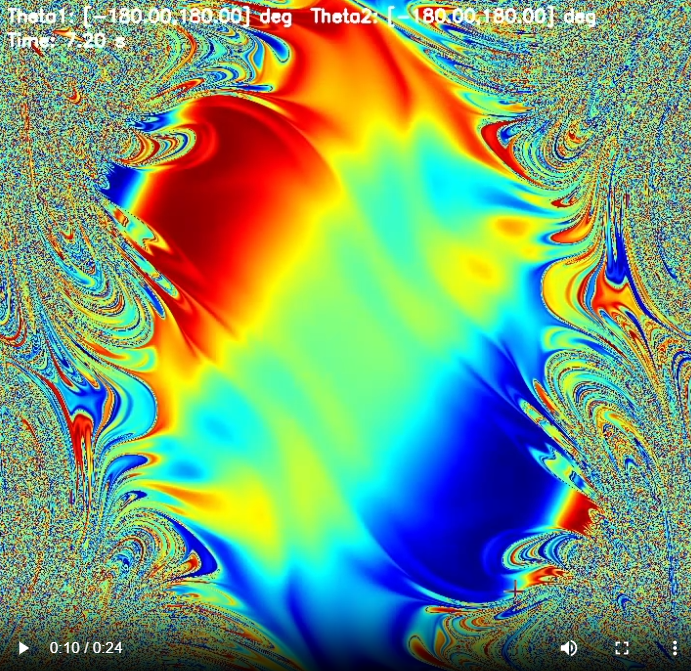 Theta1: [−180.00,180.00] deg   Theta2: [−180.00,180.00] deg
Time: 7.20 s
0:10 / 0:24